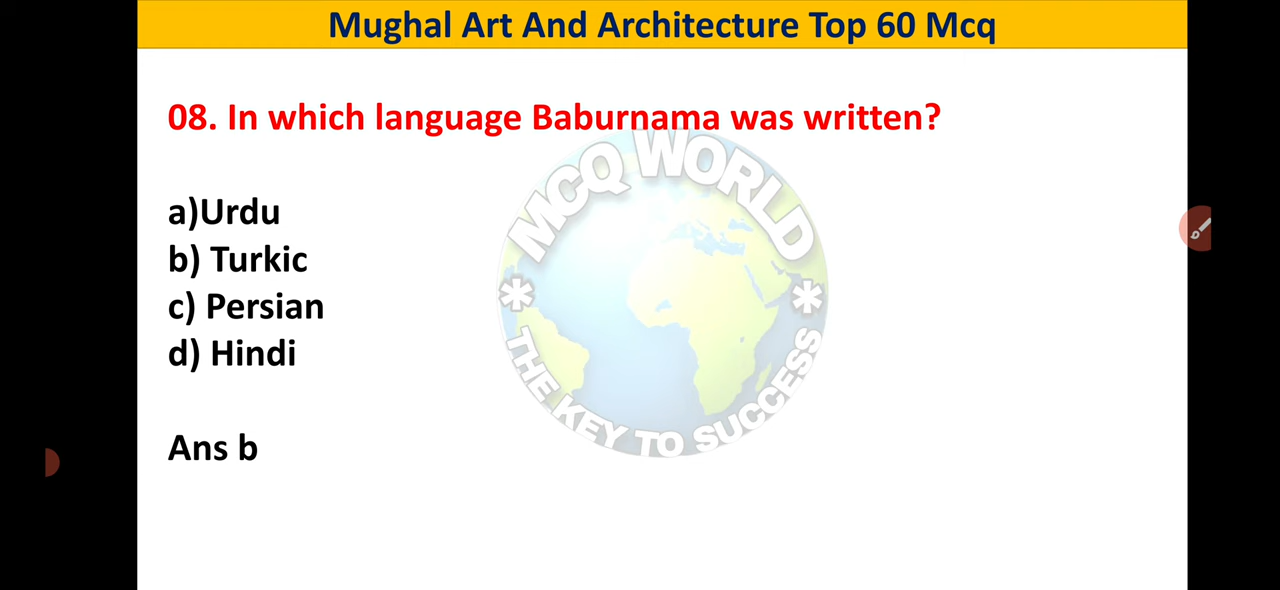 Mughal Art And Architecture Top 60 Mcq
08. In which language Baburnama was written?
a)Urdu
b) Turkic
c) Persian
d) Hindi
Ans b
MCQ WORLD
* THE KEY TO SUCCESS *